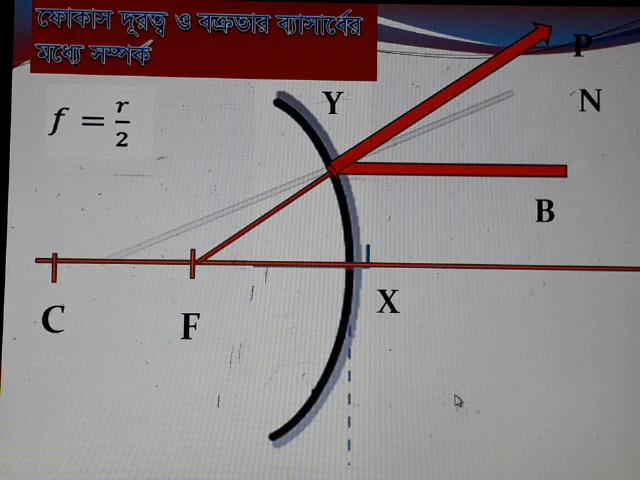 ফোকাস দূরত্ব ও বক্রতার ব্যাসার্ধের
মধ্যে সম্পর্ক
P
Y
N
f = r/2
B
C
F
X